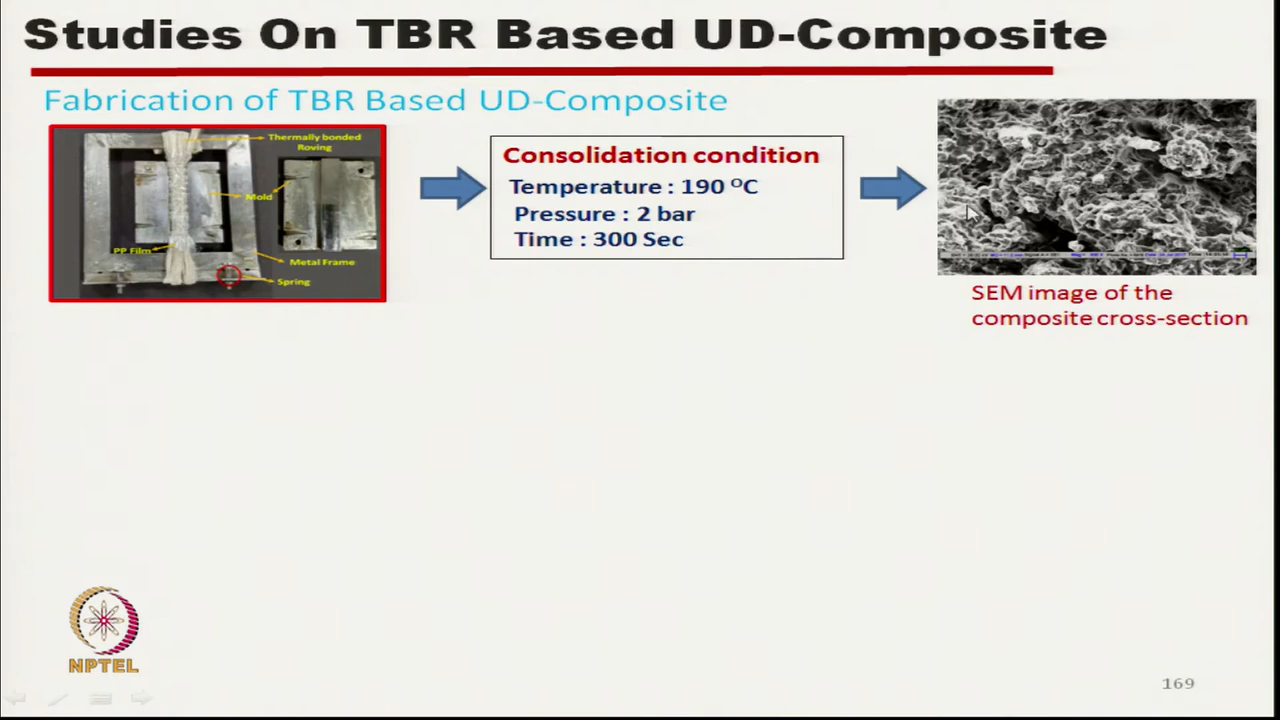 Studies On TBR Based UD-Composite
Fabrication of TBR Based UD-Composite
Thermally bonded
Roving
Mold
PP Film
Metal Frame
Spring
Consolidation condition
Temperature : 190 ᴼC
Pressure : 2 bar
Time : 300 Sec
SEM image of the
composite cross-section
NPTEL
169